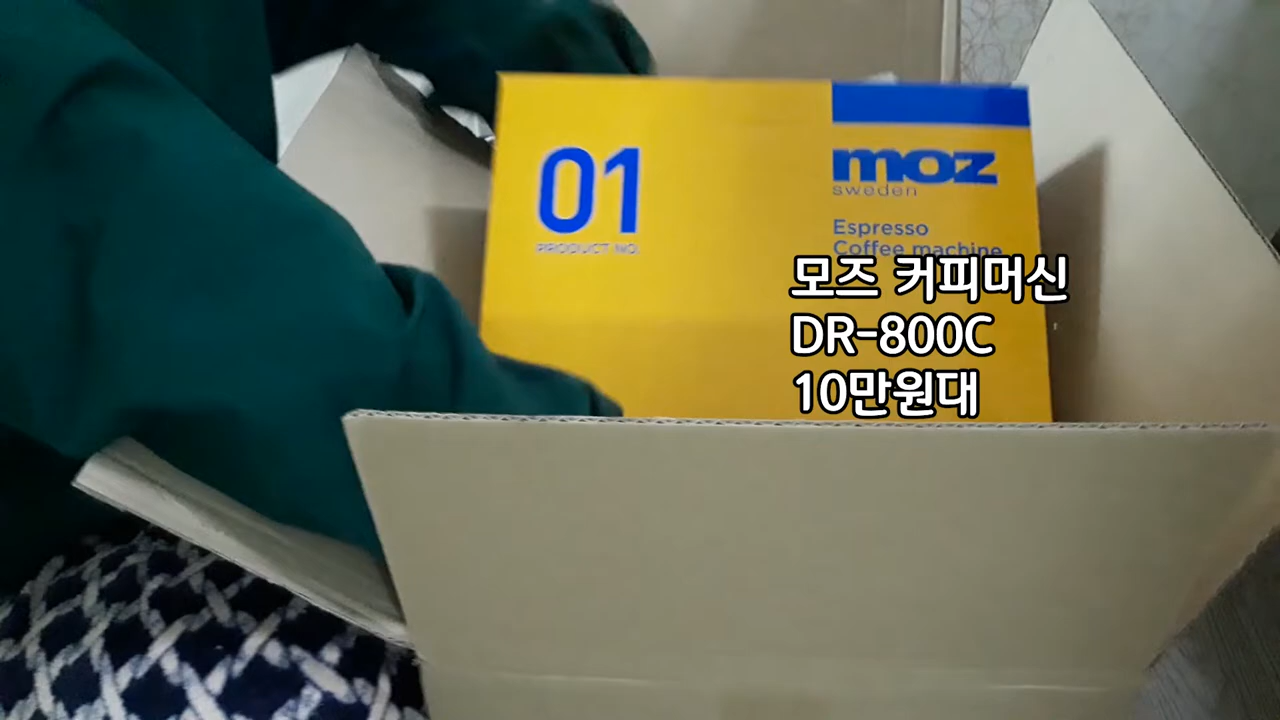 01
PRODUCT NO.
moz
sweden
Espresso
Coffee machine
모즈 커피머신
DR-800C
10만원대